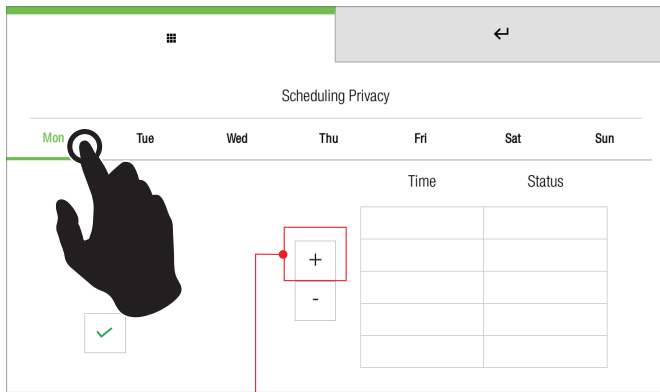 Scheduling Privacy
Mon Tue Wed Thu Fri Sat Sun
Time Status
+
-